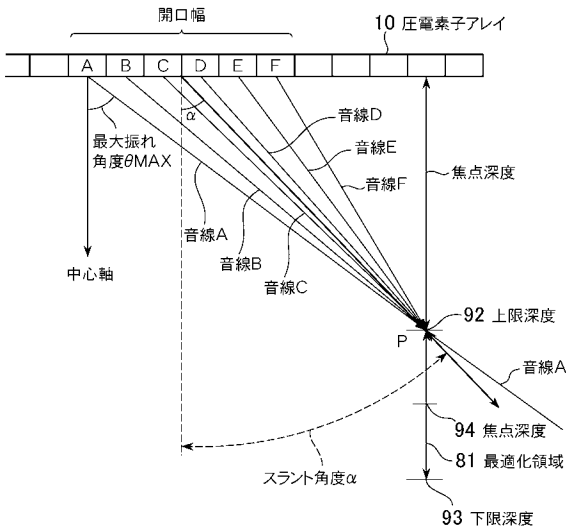 開口幅
10 圧電素子アレイ
A B C D E F
α
最大振れ
角度θMAX
音線D
音線E
音線F
焦点深度
音線A
音線B
音線C
中心軸
92 上限深度
P
音線A
94 焦点深度
81 最適化領域
スラント角度α
93 下限深度